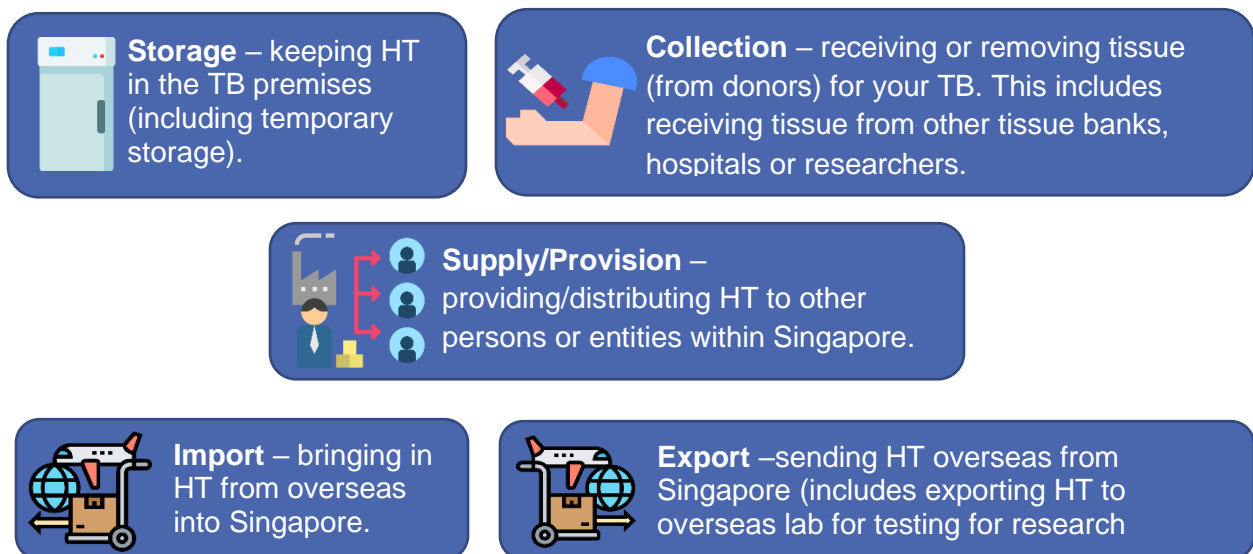 Storage – keeping HT
in the TB premises
(including temporary
storage).
Collection – receiving or removing tissue
(from donors) for your TB. This includes
receiving tissue from other tissue banks,
hospitals or researchers.
Supply/Provision –
providing/distributing HT to other
persons or entities within Singapore.
Import – bringing in
HT from overseas
into Singapore.
Export –sending HT overseas from
Singapore (includes exporting HT to
overseas lab for testing for research